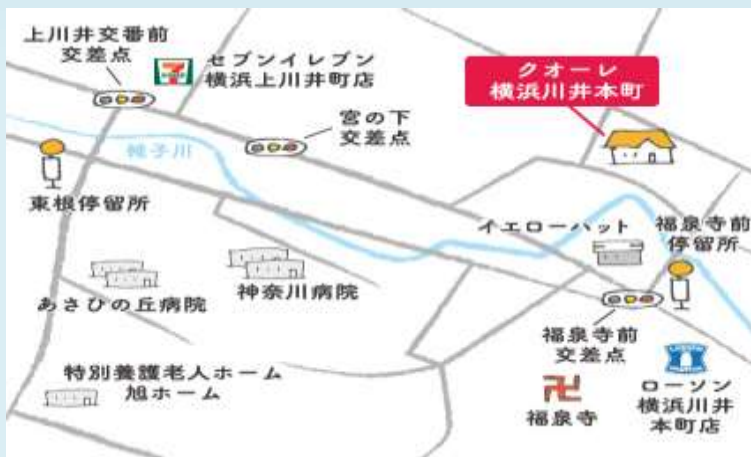 上川井交番前
交差点
セブンイレブン
横浜上川井町店
クオーレ
横浜川井本町
宮の下
交差点
帷子川
東根停留所
イエローハット
福泉寺前
停留所
あさひの丘病院
神奈川病院
福泉寺前
交差点
特別養護老人ホーム
旭ホーム
福泉寺
ローソン
横浜川井
本町店